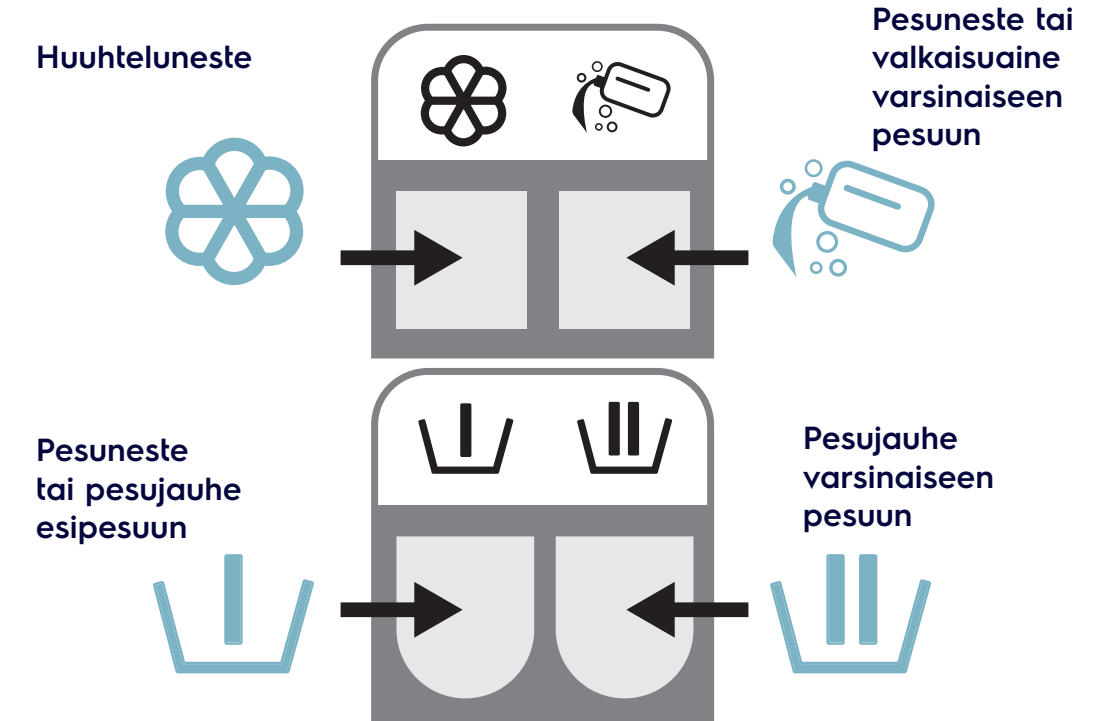 Huuhteluneste
Pesuneste tai
valkaisuaine
varsinaiseen
pesuun
Pesuneste
tai pesujauhe
esipesuun
Pesujauhe
varsinaiseen
pesuun